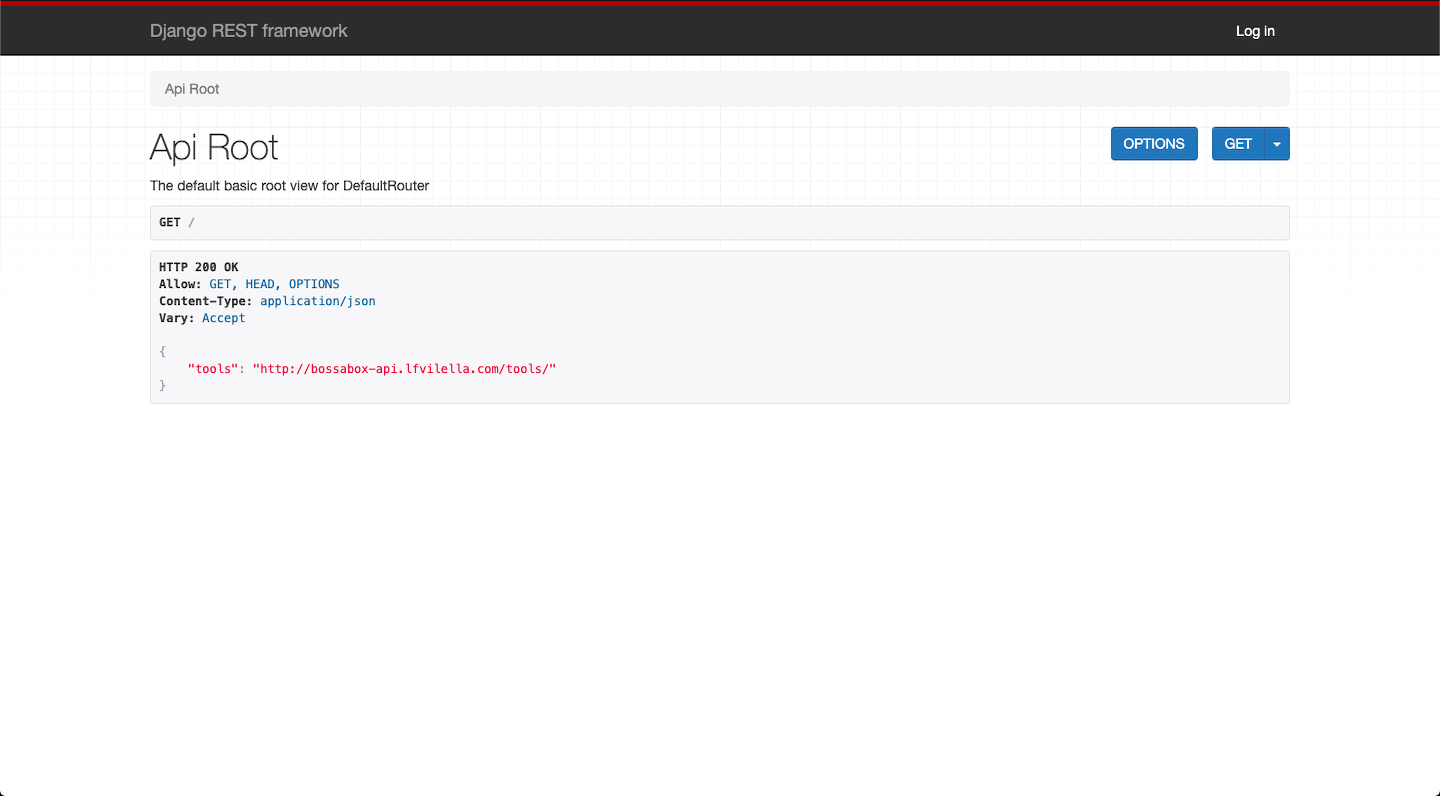 Django REST framework
Log in
Api Root
Api Root
OPTIONS
GET
The default basic root view for DefaultRouter
GET /
HTTP 200 OK
Allow: GET, HEAD, OPTIONS
Content-Type: application/json
Vary: Accept
{
    "tools": "http://bossabox-api.lfvilella.com/tools/"
}